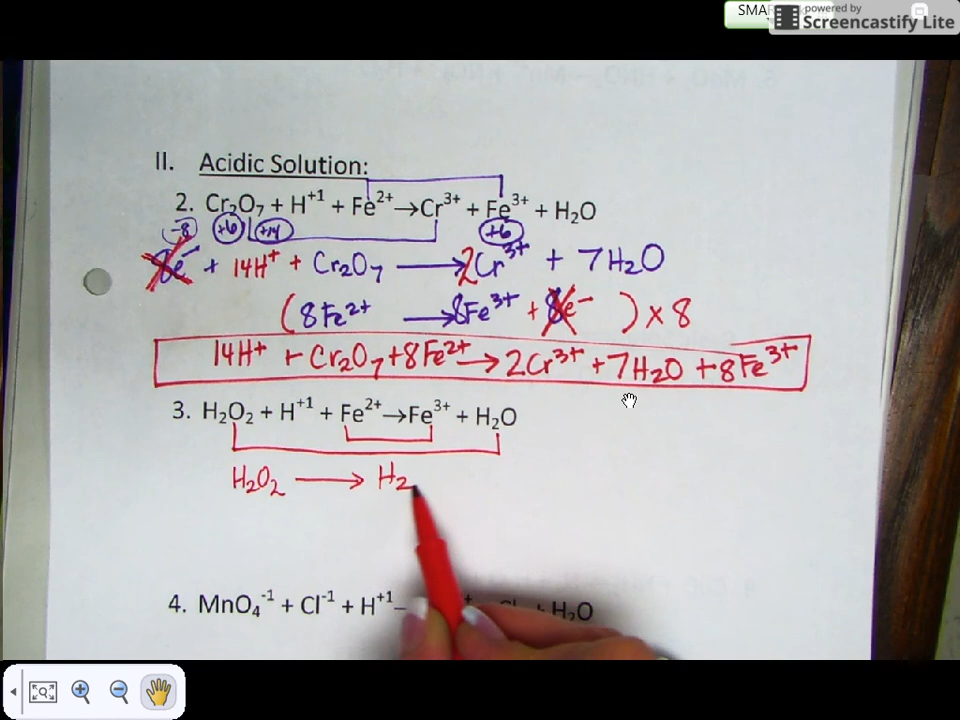 SMA
powered by
Screencastify Lite
II. Acidic Solution:
2. Cr₂O₇ + H⁺¹ + Fe²⁺ → Cr³⁺ + Fe³⁺ + H₂O
-8 +6 +14 +6
8e⁻ + 14H⁺ + Cr₂O₇ → 2Cr³⁺ + 7H₂O
(8Fe²⁺ → 8Fe³⁺ + 8e⁻) x 8
14H⁺ + Cr₂O₇ + 8Fe²⁺ → 2Cr³⁺ + 7H₂O + 8Fe³⁺
3. H₂O₂ + H⁺¹ + Fe²⁺ → Fe³⁺ + H₂O
H₂O₂ → H₂
4. MnO₄⁻¹ + Cl⁻¹ + H⁺¹ + H₂O